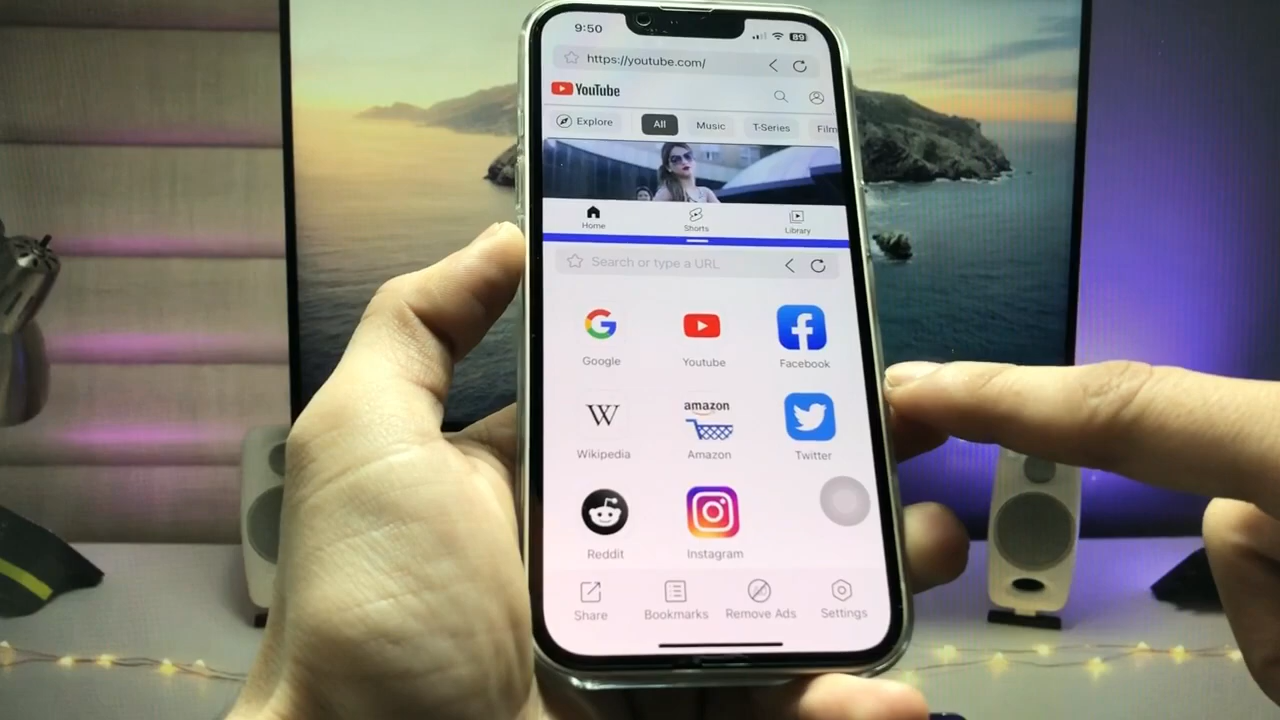 9:50
89
https://youtube.com/
YouTube
Explore All Music T-Series Film
Home Shorts Library
Search or type a URL
Google Youtube Facebook
W amazon
Wikipedia Amazon Twitter
Reddit Instagram
Share Bookmarks Remove Ads Settings